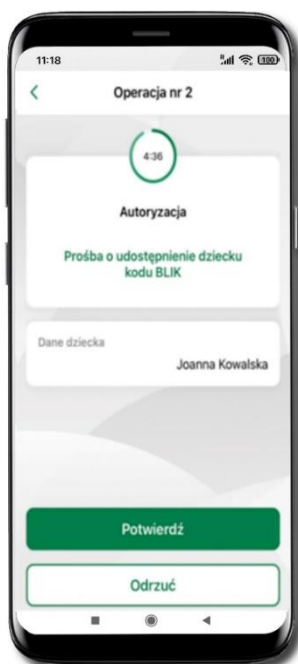 11:18
100
Operacja nr 2
4:36
Autoryzacja
Prośba o udostępnienie dziecku
kodu BLIK
Dane dziecka
Joanna Kowalska
Potwierdź
Odrzuć